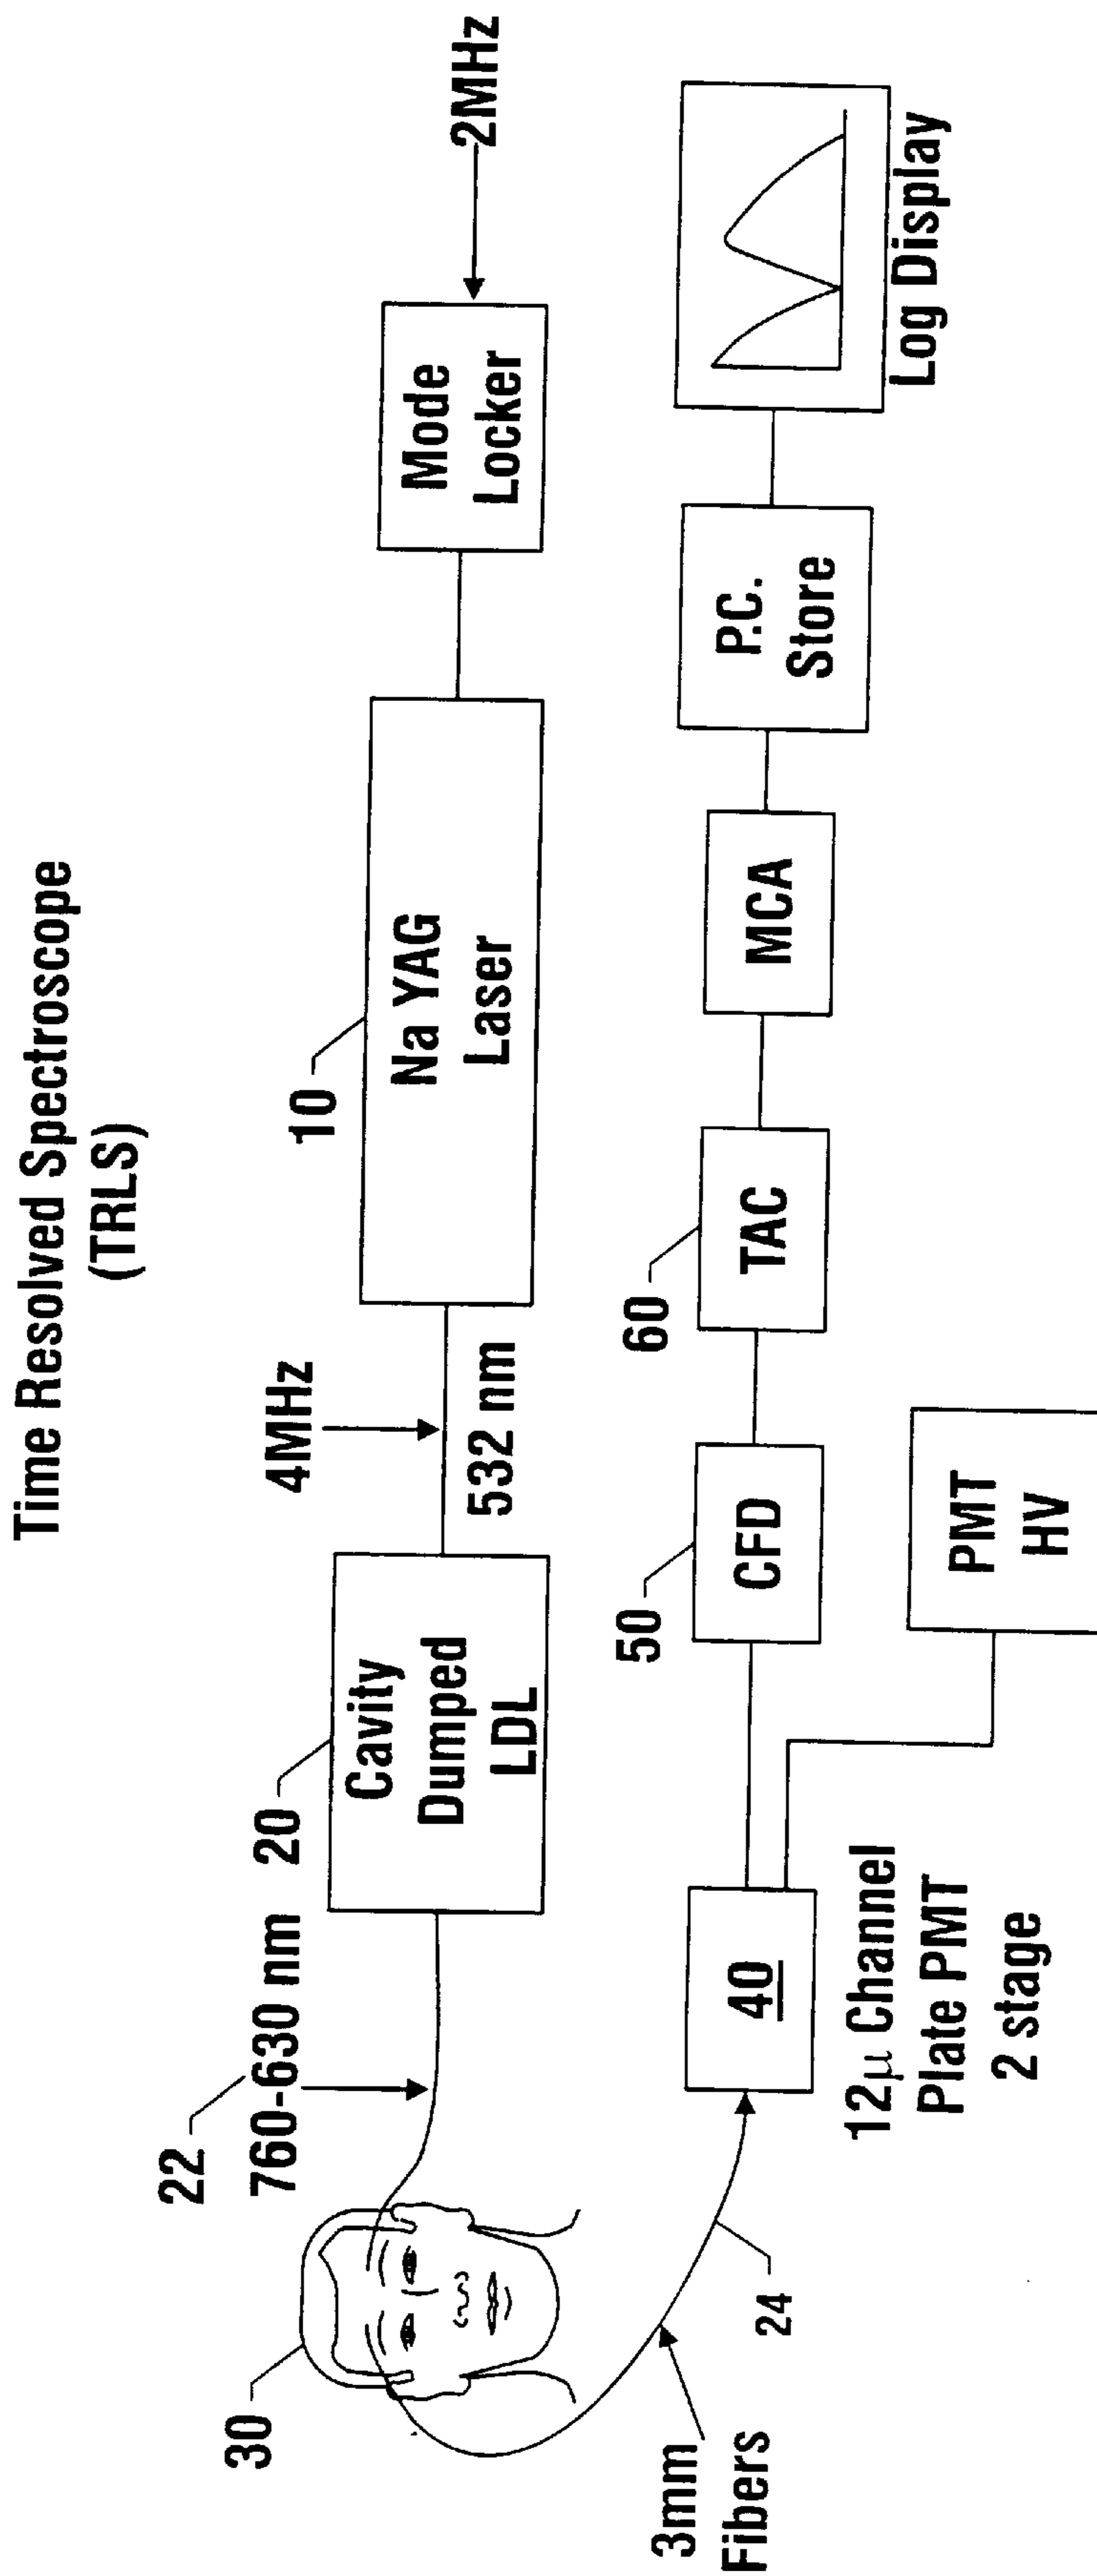 Time Resolved Spectroscope
(TRLS)
22
760-630 nm
20
Cavity
Dumped
LDL
4MHz
532 nm
10
Na YAG
Laser
Mode
Locker
2MHz
30
3mm
Fibers
24
40
12μ Channel
Plate PMT
2 stage
50
CFD
PMT
HV
60
TAC
MCA
P.C.
Store
Log Display